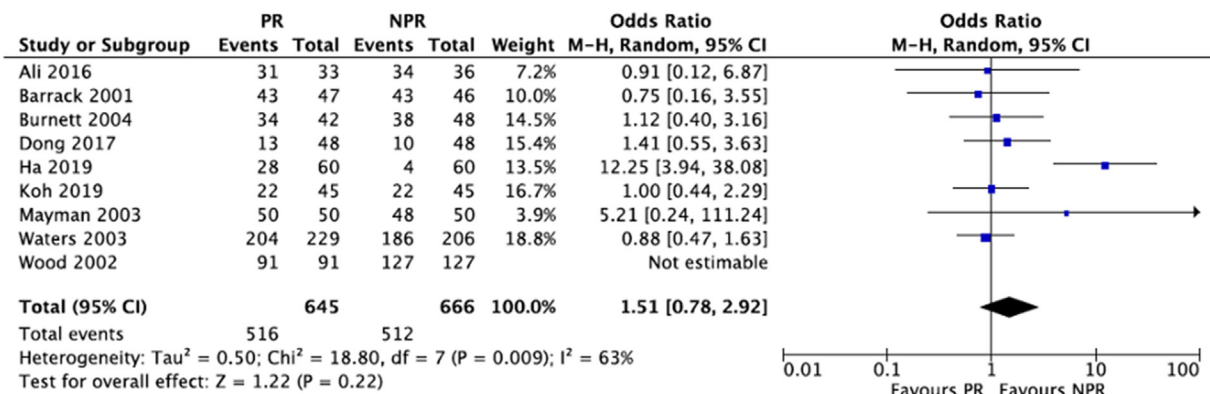 PR NPR Odds Ratio Odds Ratio
Study or Subgroup Events Total Events Total Weight M-H, Random, 95% CI M-H, Random, 95% CI
Ali 2016 31 33 34 36 7.2% 0.91 [0.12, 6.87]
Barrack 2001 43 47 43 46 10.0% 0.75 [0.16, 3.55]
Burnett 2004 34 42 38 48 14.5% 1.12 [0.40, 3.16]
Dong 2017 13 48 10 48 15.4% 1.41 [0.55, 3.63]
Ha 2019 28 60 4 60 13.5% 12.25 [3.94, 38.08]
Koh 2019 22 45 22 45 16.7% 1.00 [0.44, 2.29]
Mayman 2003 50 50 48 50 3.9% 5.21 [0.24, 111.24]
Waters 2003 204 229 186 206 18.8% 0.88 [0.47, 1.63]
Wood 2002 91 91 127 127 Not estimable
Total (95% CI) 645 666 100.0% 1.51 [0.78, 2.92]
Total events 516 512
Heterogeneity: Tau² = 0.50; Chi² = 18.80, df = 7 (P = 0.009); I² = 63%
Test for overall effect: Z = 1.22 (P = 0.22)
0.01 0.1 1 10 100
Favours PR Favours NPR